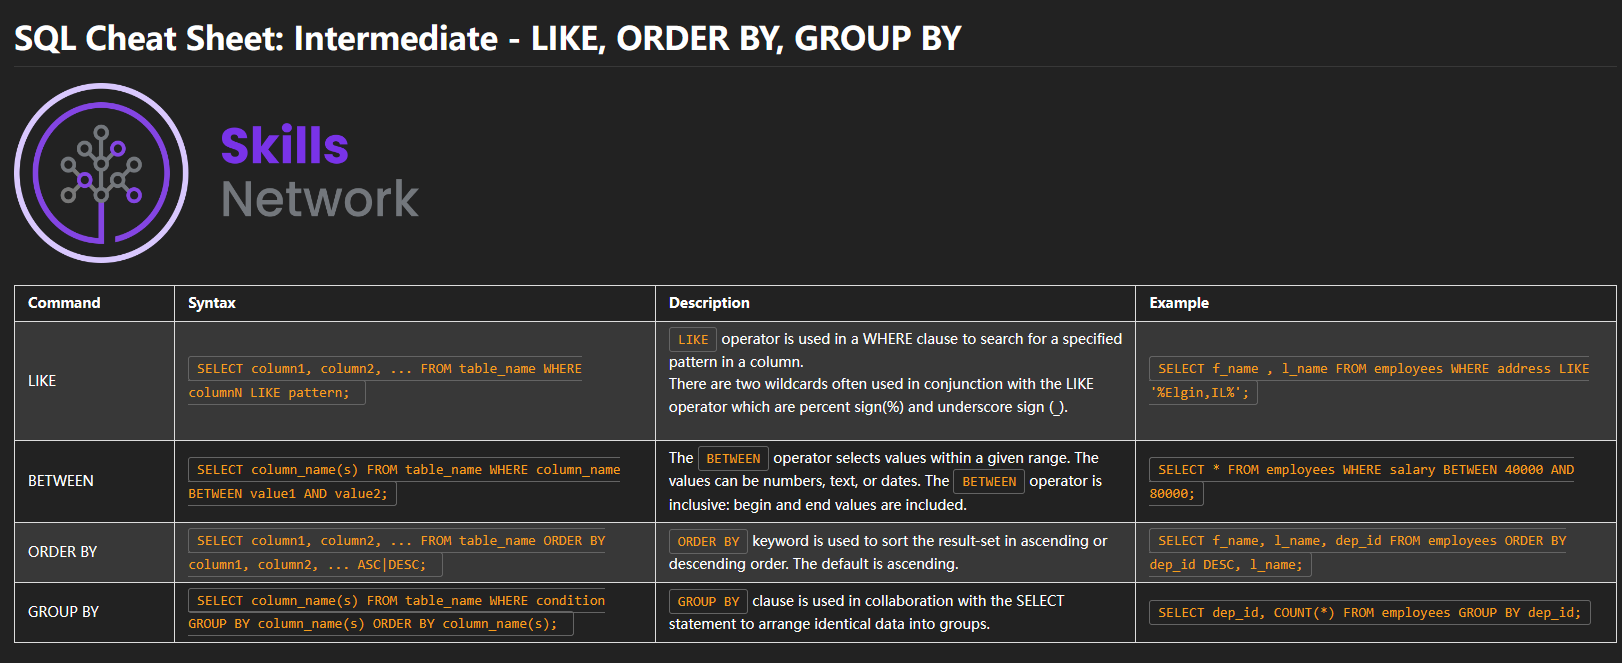 SQL Cheat Sheet: Intermediate - LIKE, ORDER BY, GROUP BY
Skills
Network
Command
Syntax
Description
Example
LIKE
SELECT column1, column2, ... FROM table_name WHERE
columnN LIKE pattern;
LIKE operator is used in a WHERE clause to search for a specified
pattern in a column.
There are two wildcards often used in conjunction with the LIKE
operator which are percent sign(%) and underscore sign (_).
SELECT f_name , l_name FROM employees WHERE address LIKE
'%Elgin,IL%';
BETWEEN
SELECT column_name(s) FROM table_name WHERE column_name
BETWEEN value1 AND value2;
The BETWEEN operator selects values within a given range. The
values can be numbers, text, or dates. The BETWEEN operator is
inclusive: begin and end values are included.
SELECT * FROM employees WHERE salary BETWEEN 40000 AND
80000;
ORDER BY
SELECT column1, column2, ... FROM table_name ORDER BY
column1, column2, ... ASC|DESC;
ORDER BY keyword is used to sort the result-set in ascending or
descending order. The default is ascending.
SELECT f_name, l_name, dep_id FROM employees ORDER BY
dep_id DESC, l_name;
GROUP BY
SELECT column_name(s) FROM table_name WHERE condition
GROUP BY column_name(s) ORDER BY column_name(s);
GROUP BY clause is used in collaboration with the SELECT
statement to arrange identical data into groups.
SELECT dep_id, COUNT(*) FROM employees GROUP BY dep_id;